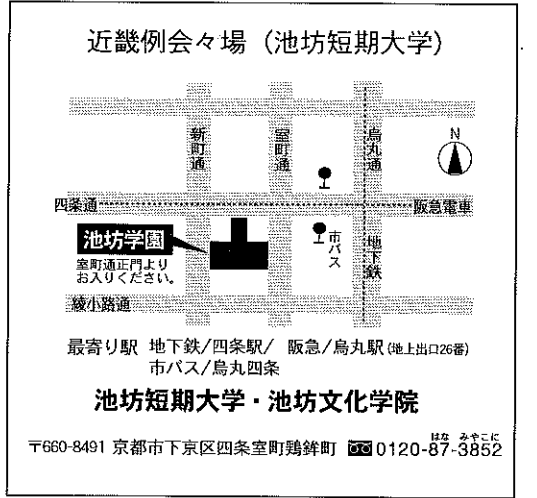 近畿例会々場（池坊短期大学）
新町通
室町通
烏丸通
N
四条通
阪急電車
池坊学園
室町通正門より
お入りください。
市バス
地下鉄
綾小路通
最寄り駅 地下鉄/四条駅/ 阪急/烏丸駅(地上出口26番)
市バス/烏丸四条
池坊短期大学・池坊文化学院
はな みやこに
〒660-8491 京都市下京区四条室町鶏鉾町 0120-87-3852